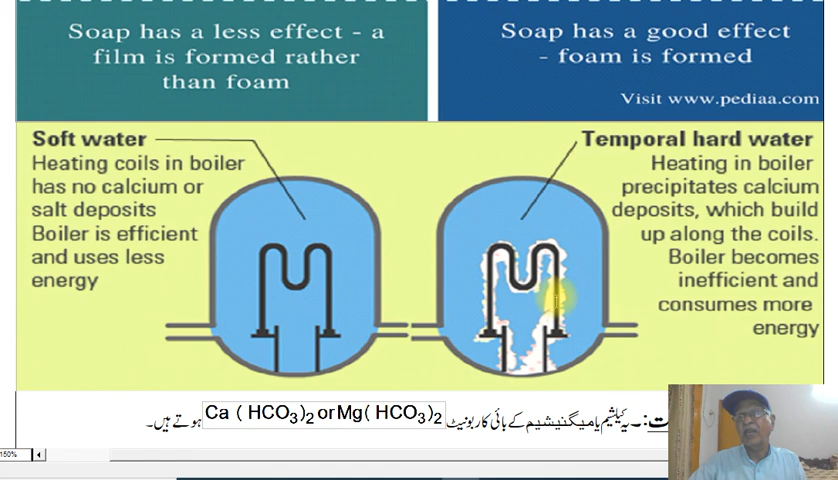 Soap has a less effect - a
film is formed rather
than foam
Soap has a good effect
- foam is formed
Visit www.pediaa.com
Soft water
Heating coils in boiler
has no calcium or
salt deposits
Boiler is efficient
and uses less
energy
Temporal hard water
Heating in boiler
precipitates calcium
deposits, which build
up along the coils.
Boiler becomes
inefficient and
consumes more
energy
ت:۔ یہ کیلشیم یا میگنیشیم کے بائی کاربونیٹ Ca ( HCO₃)₂ or Mg( HCO₃)₂ ہوتے ہیں۔
150%